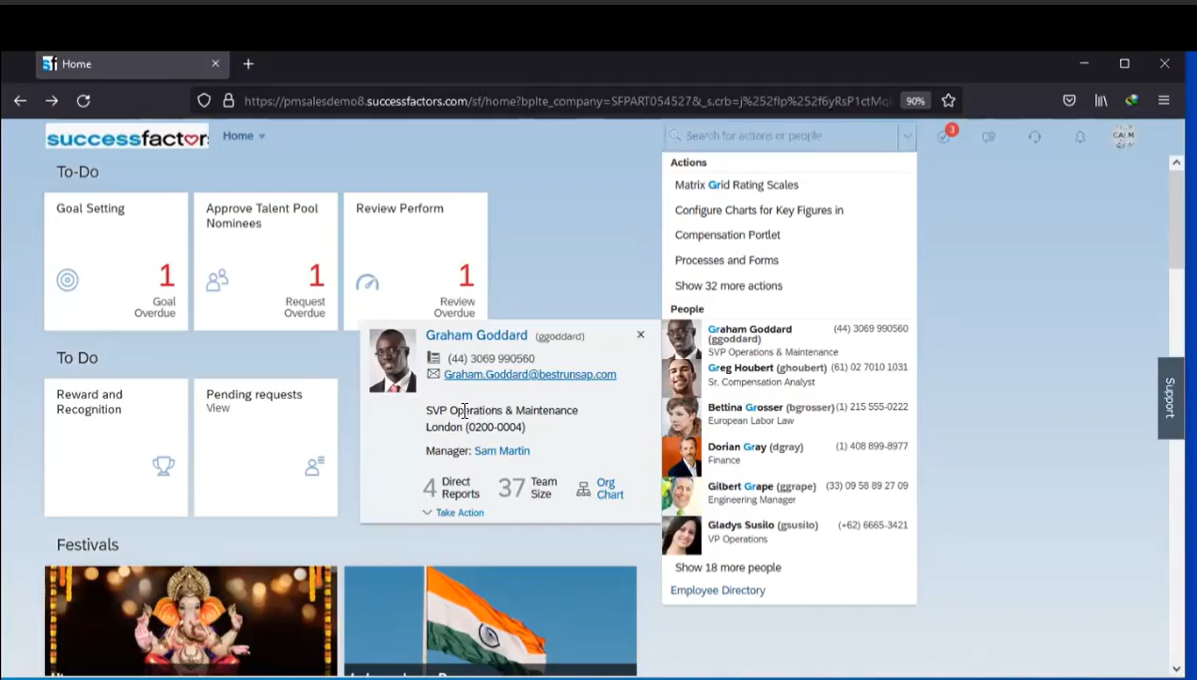 Home
https://pmsalesdemo8.successfactors.com/sf/home?bplte_company=SFPART054527&_s.crb=j%252flp%252f6yRsP1ctMq
90%
successfactors
Home
Search for actions or people
3
CALM
To-Do
Goal Setting
1
Goal
Overdue
Approve Talent Pool
Nominees
1
Request
Overdue
Review Perform
1
Review
Overdue
To Do
Reward and
Recognition
Pending requests
View
Festivals
Graham Goddard (ggoddard)
(44) 3069 990560
Graham.Goddard@bestrunsap.com
SVP Operations & Maintenance
London (0200-0004)
Manager: Sam Martin
4 Direct
Reports
37 Team
Size
Org
Chart
Take Action
Actions
Matrix Grid Rating Scales
Configure Charts for Key Figures in
Compensation Portlet
Processes and Forms
Show 32 more actions
People
Graham Goddard (44) 3069 990560
(ggoddard)
SVP Operations & Maintenance
Greg Houbert (ghoubert) (61) 02 7010 1031
Sr. Compensation Analyst
Bettina Grosser (bgrosser) (1) 215 555-0222
European Labor Law
Dorian Gray (dgray) (1) 408 899-8977
Finance
Gilbert Grape (ggrape) (33) 09 58 89 27 09
Engineering Manager
Gladys Susilo (gsusilo) (+62) 6665-3421
VP Operations
Show 18 more people
Employee Directory
Support